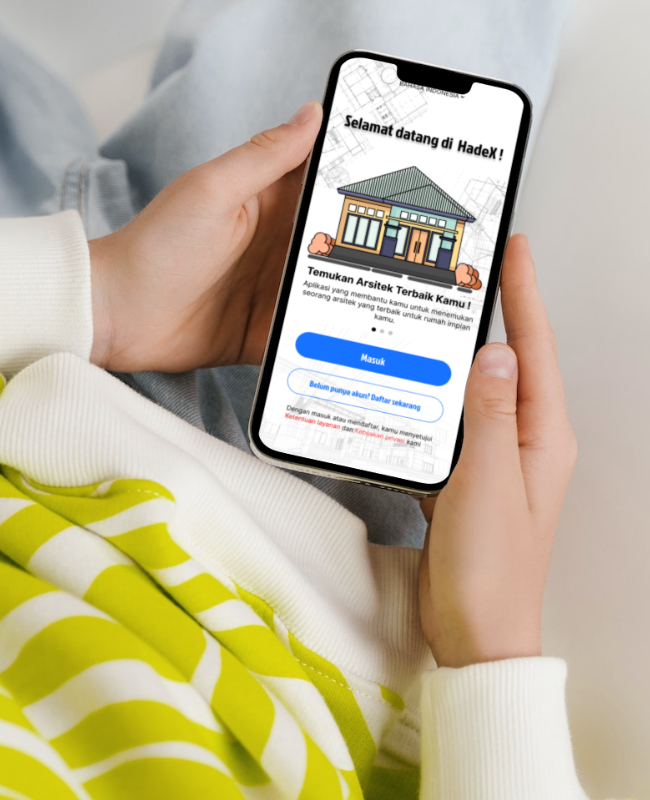 BAHASA INDONESIA
Selamat datang di HadeX !
Temukan Arsitek Terbaik Kamu !
Aplikasi yang membantu kamu untuk menemukan
seorang arsitek yang terbaik untuk rumah impian
kamu.
Masuk
Belum punya akun? Daftar sekarang
Dengan masuk atau mendaftar, kamu menyetujui
Ketentuan layanan dan Kebijakan privasi kami